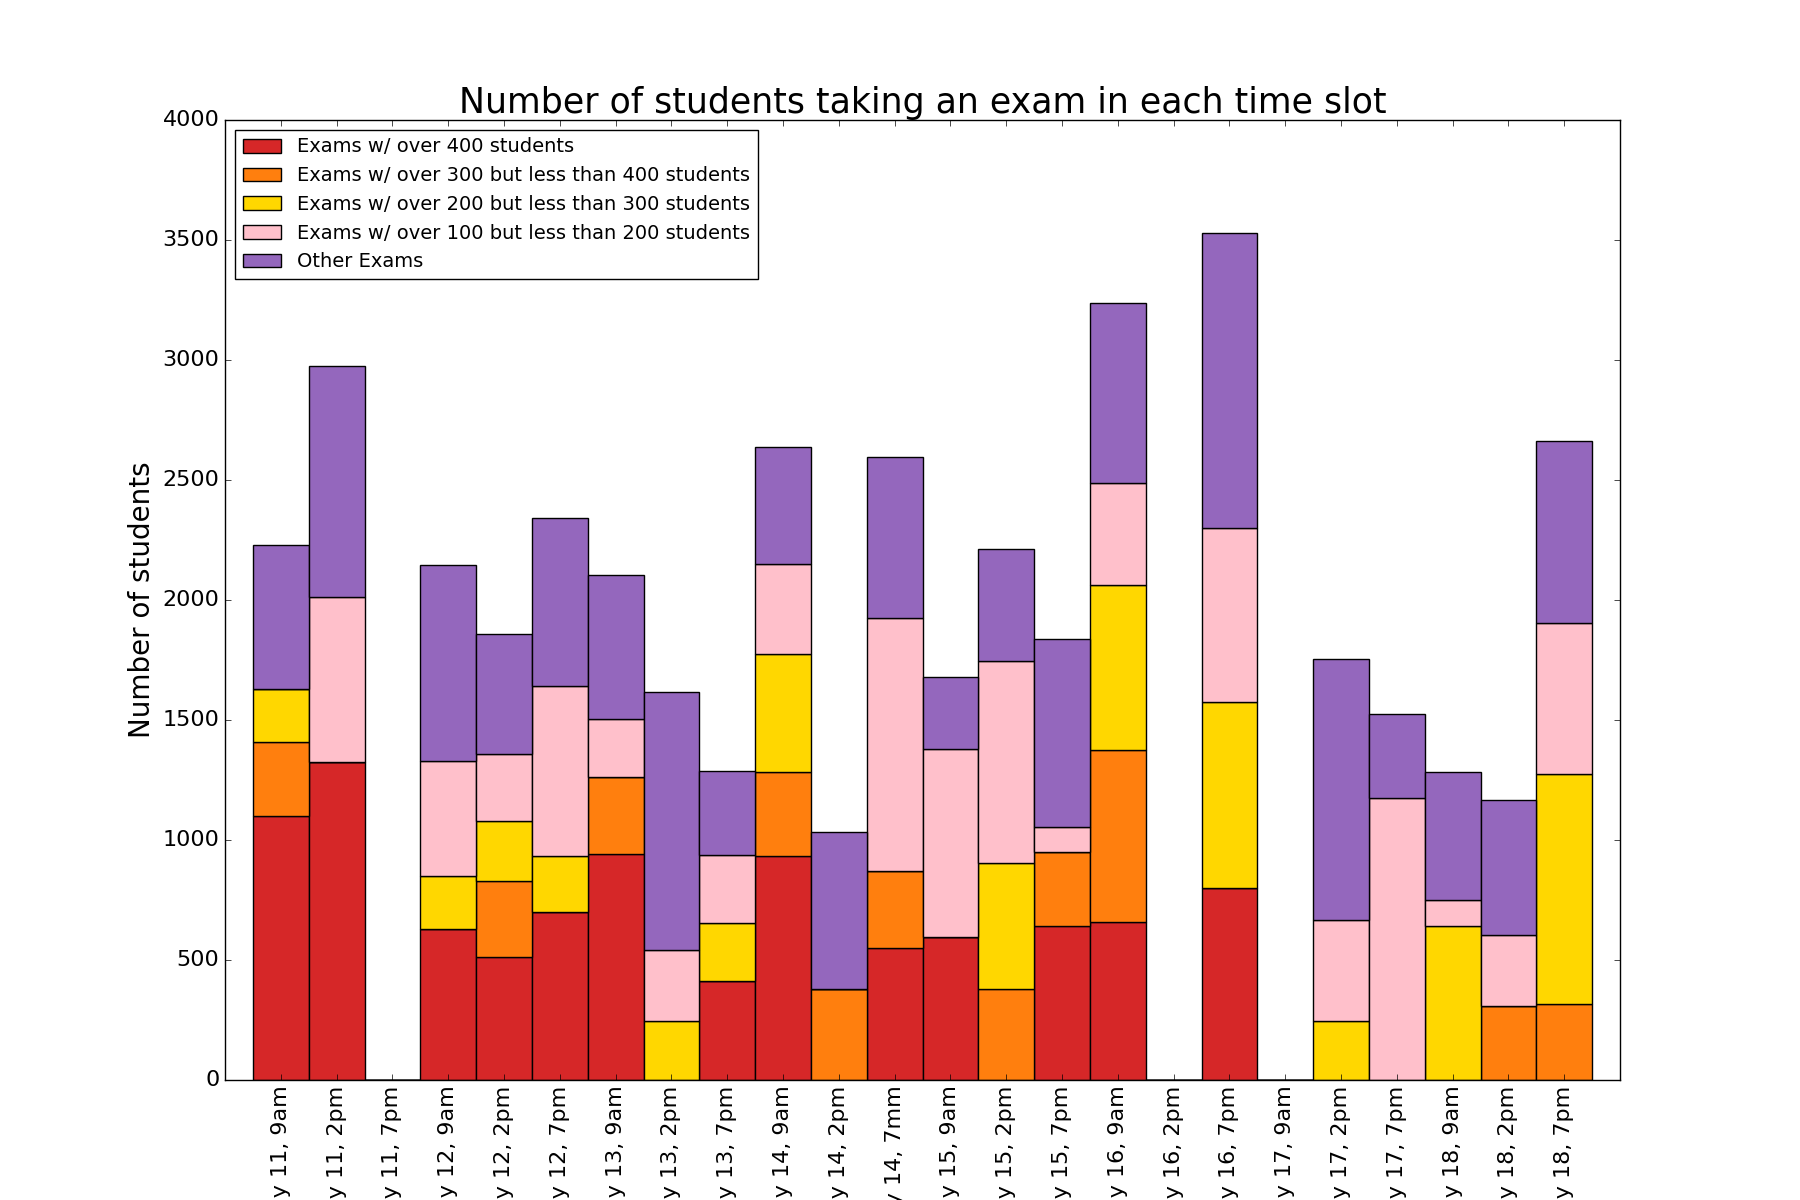 Number of students taking an exam in each time slot
Exams w/ over 400 students
Exams w/ over 300 but less than 400 students
Exams w/ over 200 but less than 300 students
Exams w/ over 100 but less than 200 students
Other Exams
Number of students
4000
3500
3000
2500
2000
1500
1000
500
0
y 11, 9am
y 11, 2pm
y 11, 7pm
y 12, 9am
y 12, 2pm
y 12, 7pm
y 13, 9am
y 13, 2pm
y 13, 7pm
y 14, 9am
y 14, 2pm
y 14, 7mm
y 15, 9am
y 15, 2pm
y 15, 7pm
y 16, 9am
y 16, 2pm
y 16, 7pm
y 17, 9am
y 17, 2pm
y 17, 7pm
y 18, 9am
y 18, 2pm
y 18, 7pm